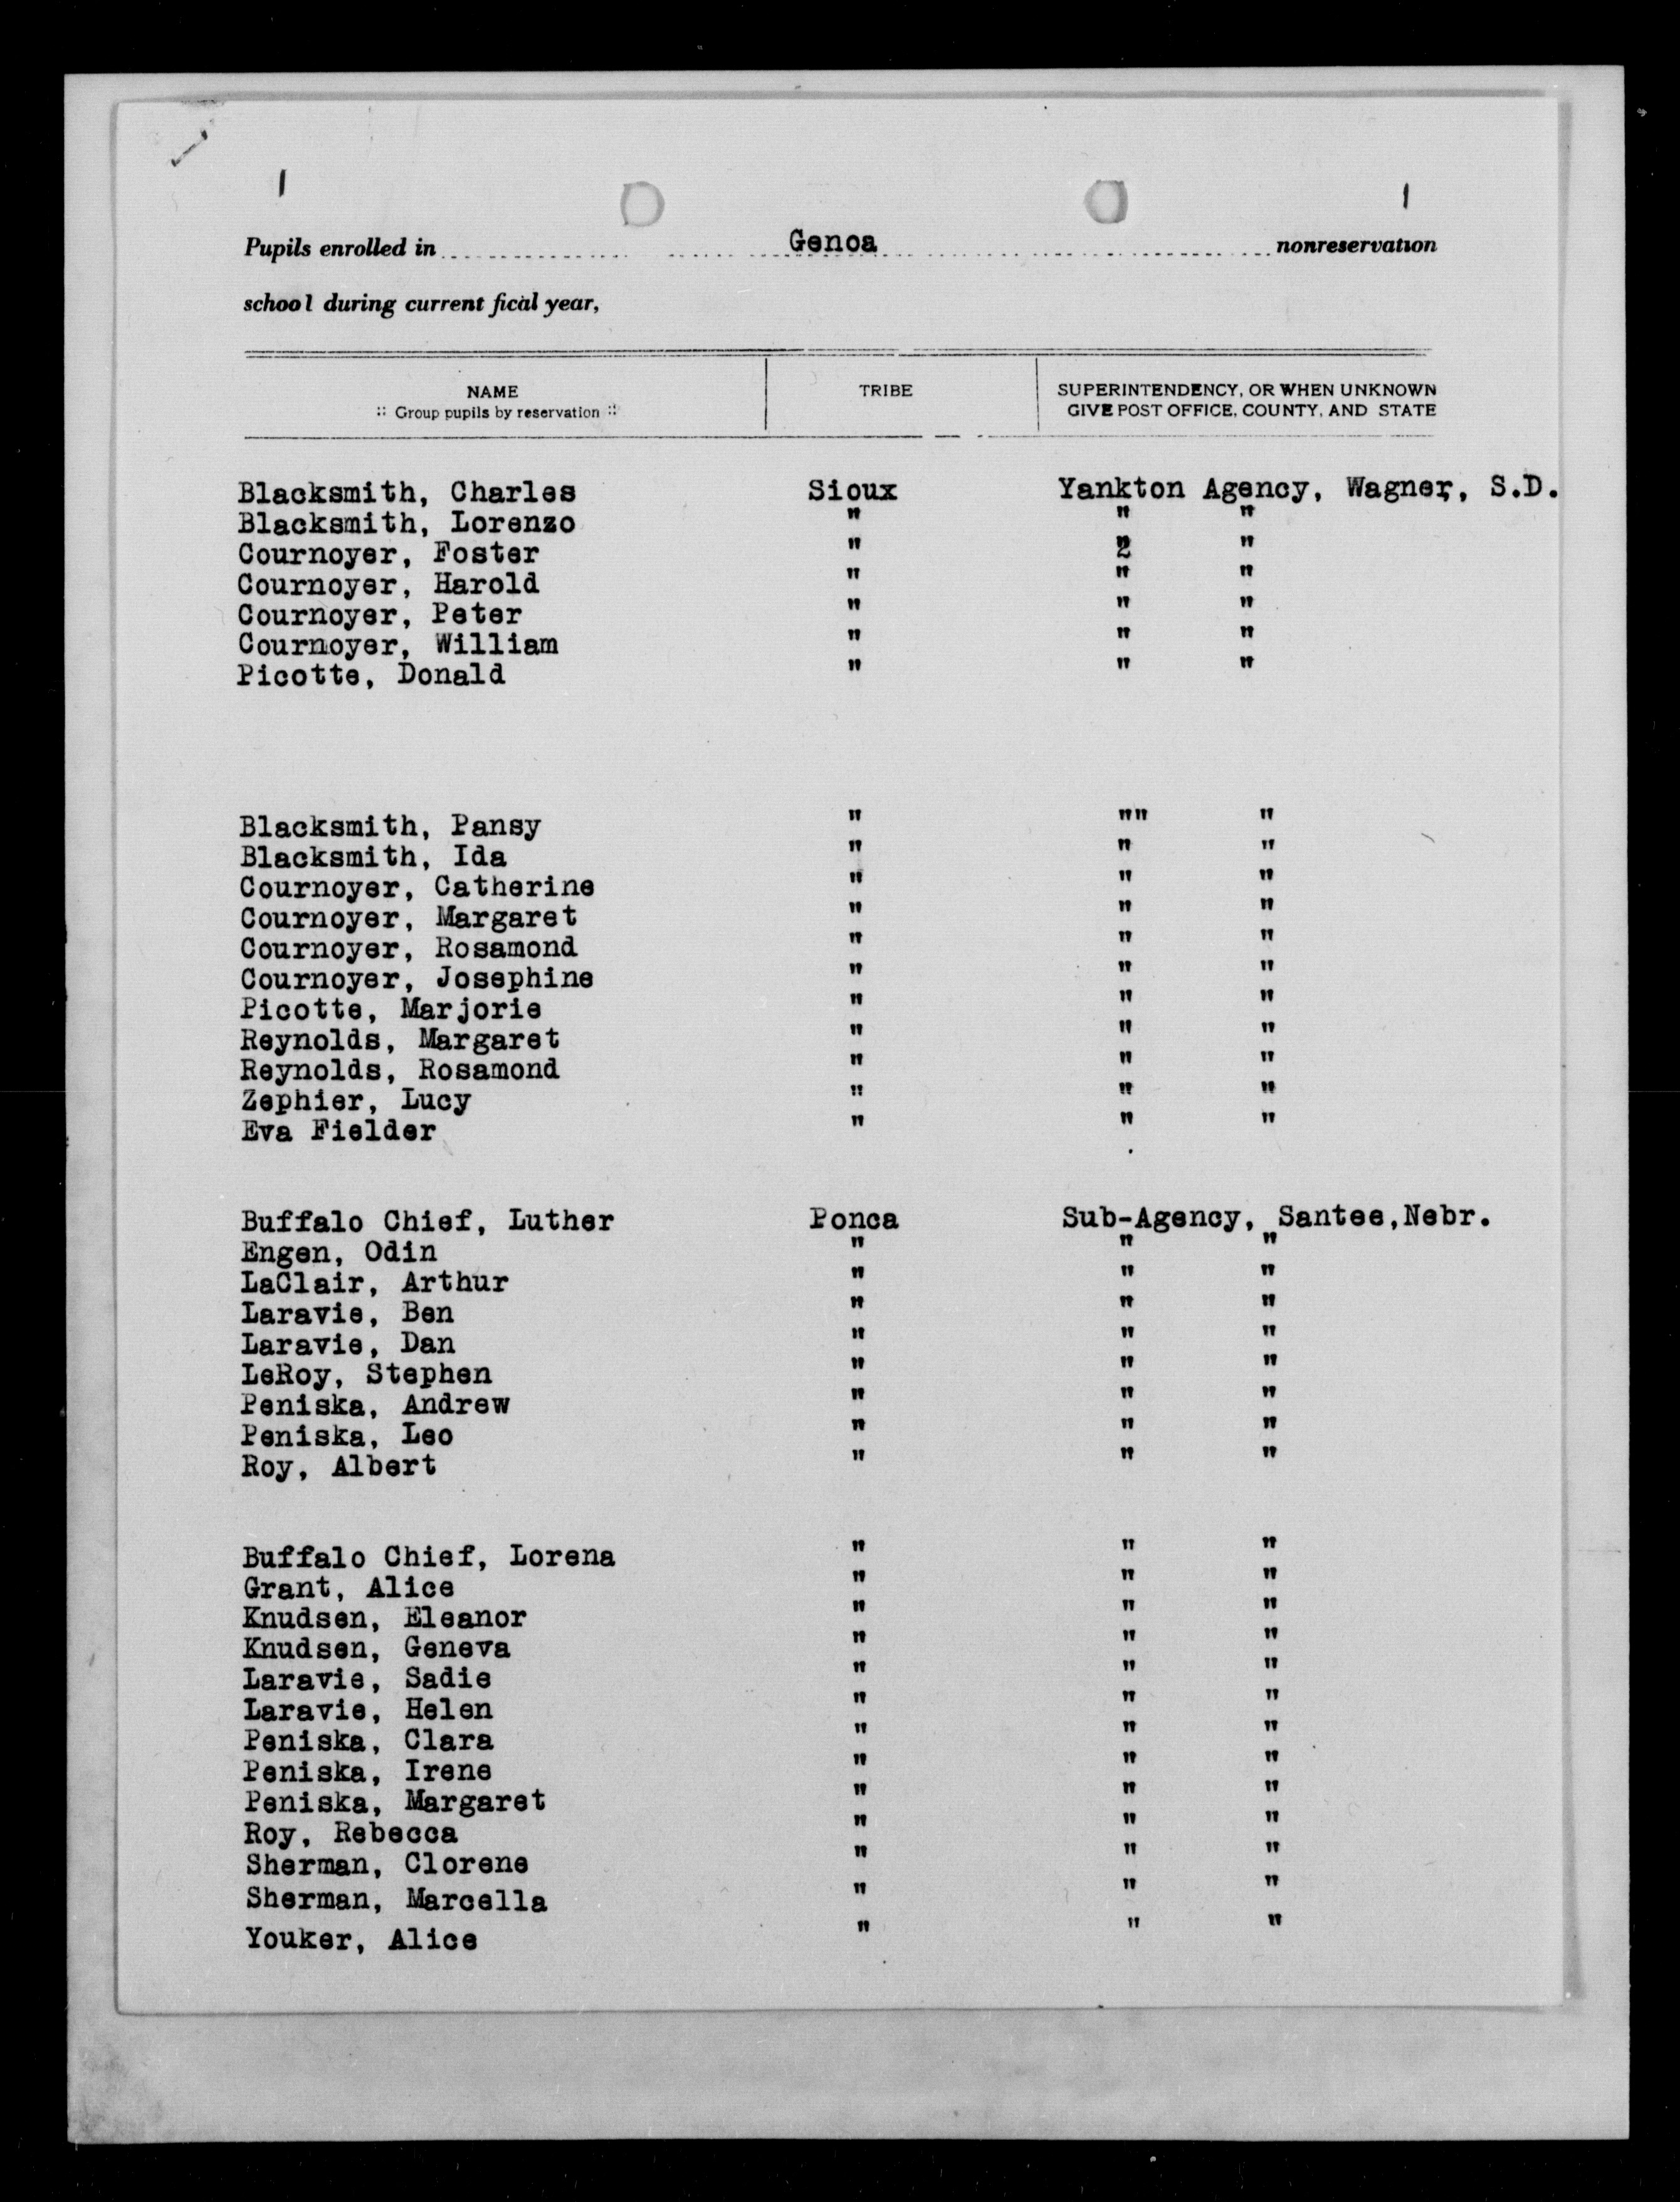 1 1
Pupils enrolled in Genoa nonreservation
school during current fical year,
NAME TRIBE SUPERINTENDENCY, OR WHEN UNKNOWN
:: Group pupils by reservation :: GIVE POST OFFICE, COUNTY, AND STATE
Blacksmith, Charles Sioux Yankton Agency, Wagner, S.D.
Blacksmith, Lorenzo " " "
Cournoyer, Foster " " "
Cournoyer, Harold " " "
Cournoyer, Peter " " "
Cournoyer, William " " "
Picotte, Donald " " "
Blacksmith, Pansy " "" "
Blacksmith, Ida " " "
Cournoyer, Catherine " " "
Cournoyer, Margaret " " "
Cournoyer, Rosamond " " "
Cournoyer, Josephine " " "
Picotte, Marjorie " " "
Reynolds, Margaret " " "
Reynolds, Rosamond " " "
Zephier, Lucy " " "
Eva Fielder " " "
Buffalo Chief, Luther Ponca Sub-Agency, Santee,Nebr.
Engen, Odin " " "
LaClair, Arthur " " "
Laravie, Ben " " "
Laravie, Dan " " "
LeRoy, Stephen " " "
Peniska, Andrew " " "
Peniska, Leo " " "
Roy, Albert " " "
Buffalo Chief, Lorena " " "
Grant, Alice " " "
Knudsen, Eleanor " " "
Knudsen, Geneva " " "
Laravie, Sadie " " "
Laravie, Helen " " "
Peniska, Clara " " "
Peniska, Irene " " "
Peniska, Margaret " " "
Roy, Rebecca " " "
Sherman, Clorene " " "
Sherman, Marcella " " "
Youker, Alice " " "